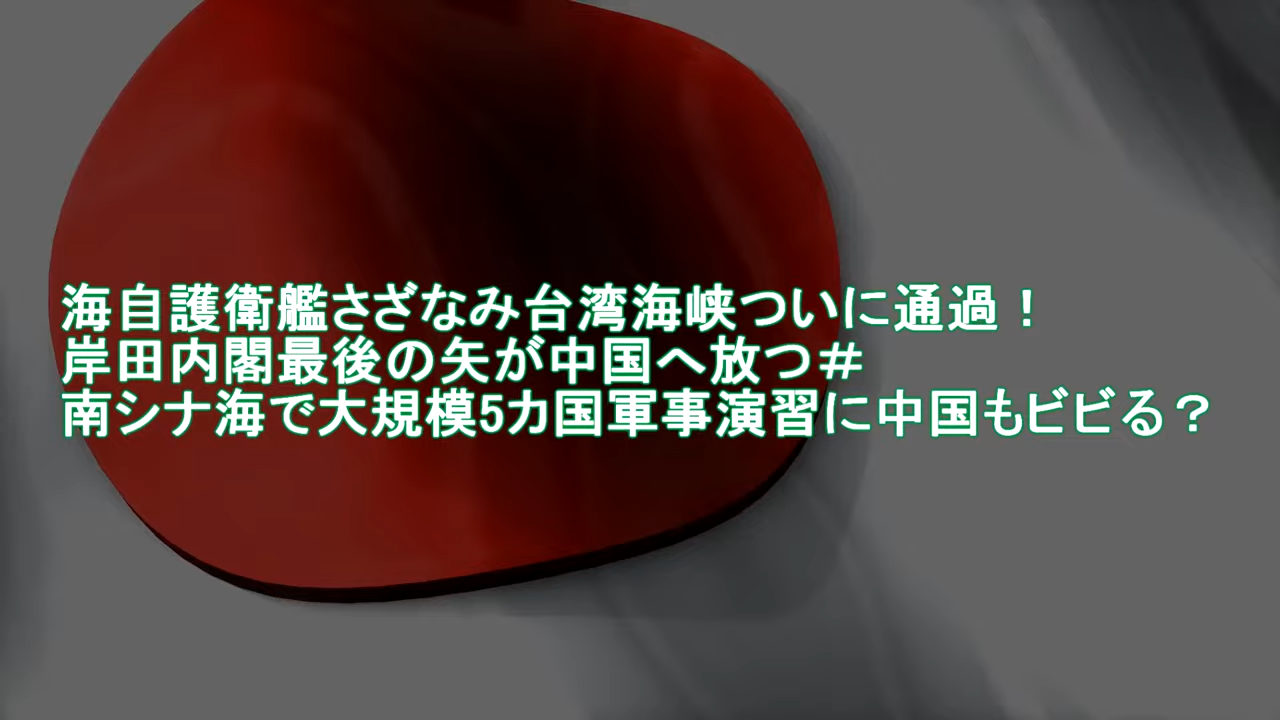 海自護衛艦さざなみ台湾海峡ついに通過！
岸田内閣最後の矢が中国へ放つ＃
南シナ海で大規模5カ国軍事演習に中国もビビる？